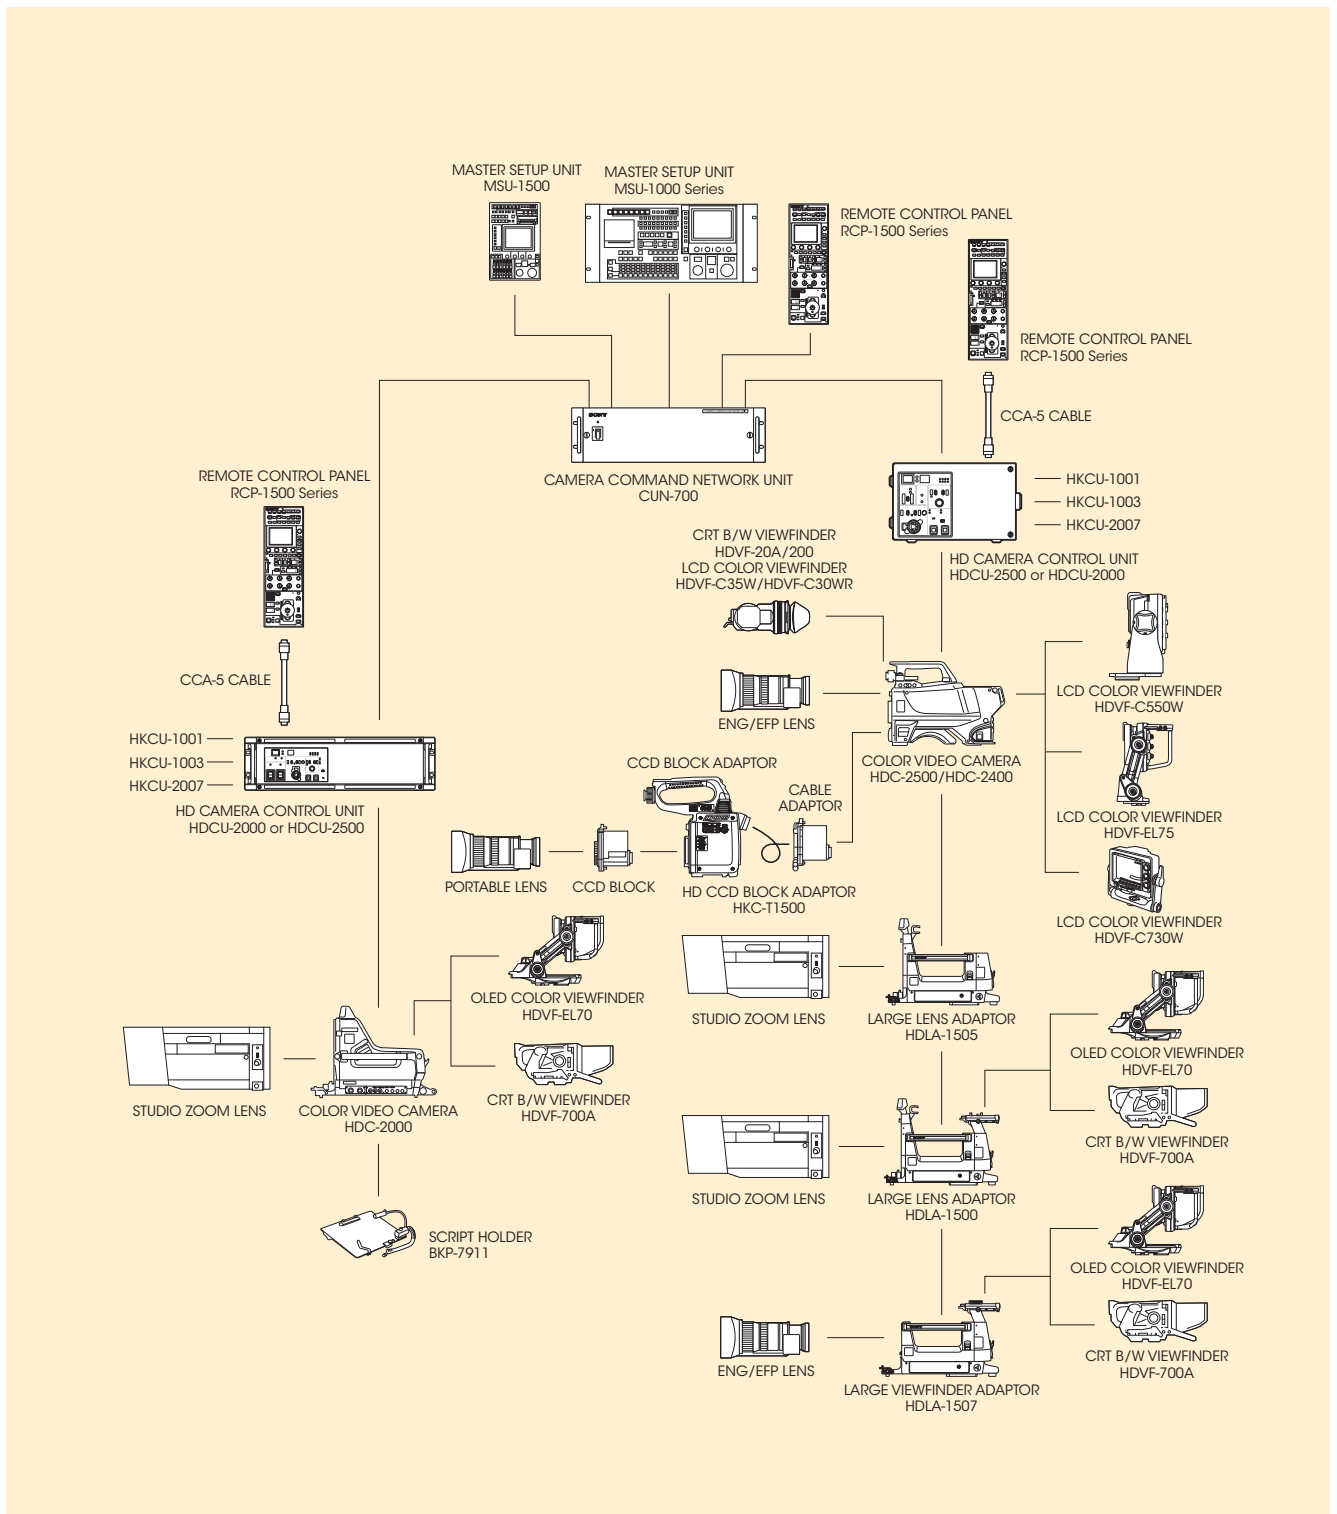 MASTER SETUP UNIT
MSU-1500
MASTER SETUP UNIT
MSU-1000 Series
REMOTE CONTROL PANEL
RCP-1500 Series
REMOTE CONTROL PANEL
RCP-1500 Series
CCA-5 CABLE
SONY
CAMERA COMMAND NETWORK UNIT
CUN-700
REMOTE CONTROL PANEL
RCP-1500 Series
HKCU-1001
HKCU-1003
HKCU-2007
HD CAMERA CONTROL UNIT
HDCU-2500 or HDCU-2000
CRT B/W VIEWFINDER
HDVF-20A/200
LCD COLOR VIEWFINDER
HDVF-C35W/HDVF-C30WR
CCA-5 CABLE
ENG/EFP LENS
LCD COLOR VIEWFINDER
HDVF-C550W
HKCU-1001
HKCU-1003
HKCU-2007
HD CAMERA CONTROL UNIT
HDCU-2000 or HDCU-2500
COLOR VIDEO CAMERA
HDC-2500/HDC-2400
CCD BLOCK ADAPTOR
CABLE
ADAPTOR
LCD COLOR VIEWFINDER
HDVF-EL75
PORTABLE LENS
CCD BLOCK
HD CCD BLOCK ADAPTOR
HKC-T1500
LCD COLOR VIEWFINDER
HDVF-C730W
OLED COLOR VIEWFINDER
HDVF-EL70
STUDIO ZOOM LENS
LARGE LENS ADAPTOR
HDLA-1505
OLED COLOR VIEWFINDER
HDVF-EL70
STUDIO ZOOM LENS
COLOR VIDEO CAMERA
HDC-2000
CRT B/W VIEWFINDER
HDVF-700A
CRT B/W VIEWFINDER
HDVF-700A
STUDIO ZOOM LENS
LARGE LENS ADAPTOR
HDLA-1500
SCRIPT HOLDER
BKP-7911
OLED COLOR VIEWFINDER
HDVF-EL70
ENG/EFP LENS
LARGE VIEWFINDER ADAPTOR
HDLA-1507
CRT B/W VIEWFINDER
HDVF-700A